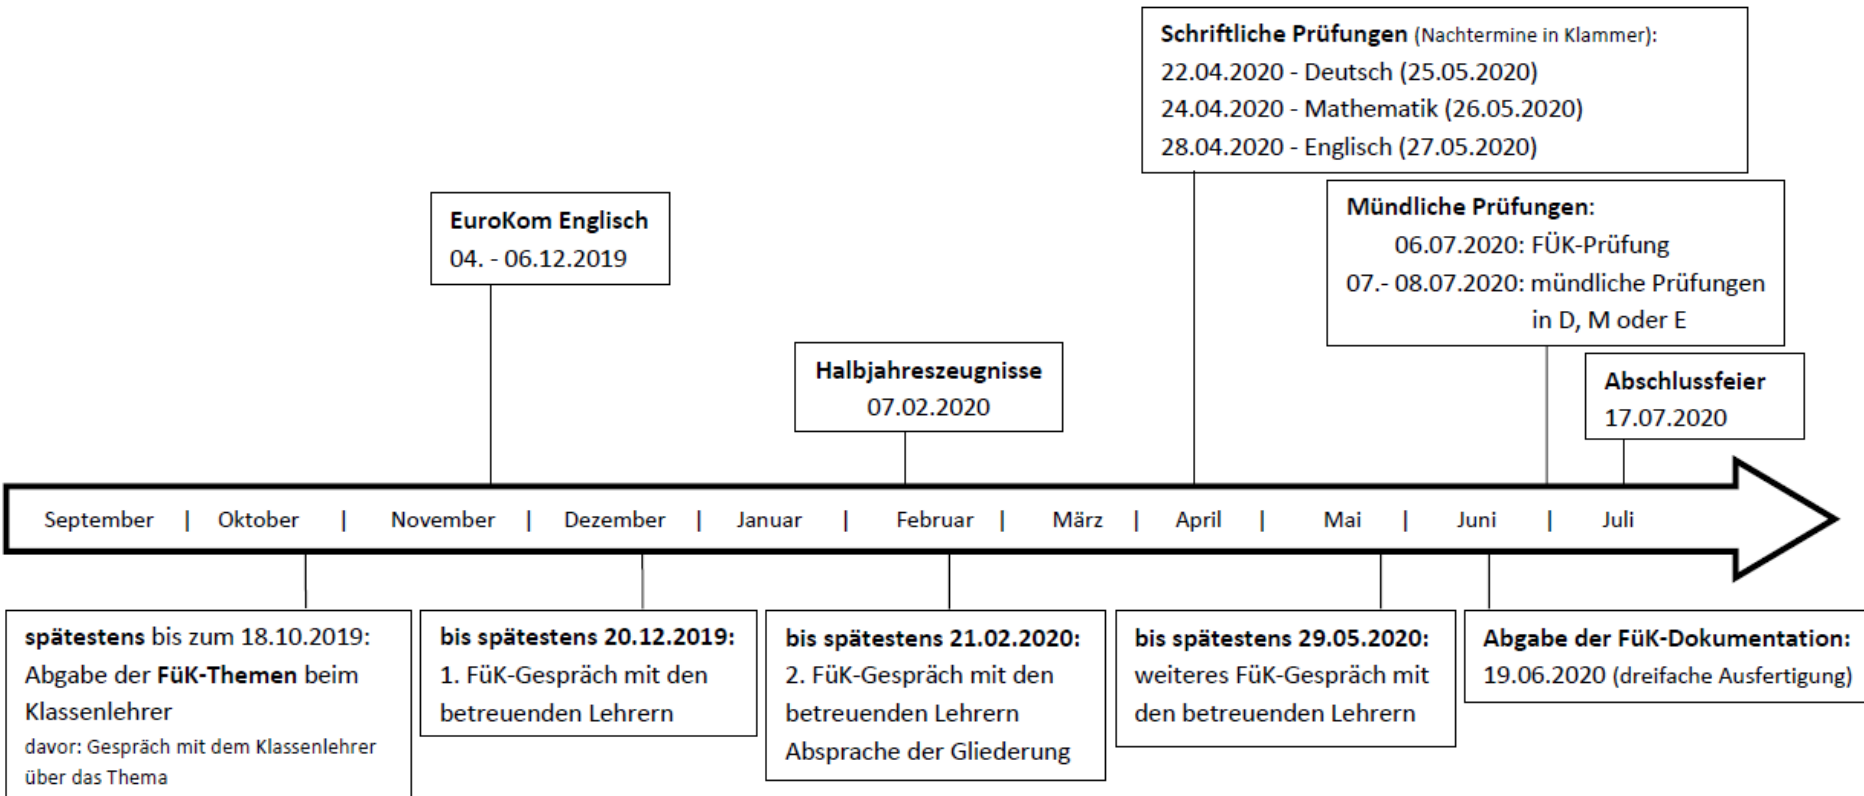 Schriftliche Prüfungen (Nachtermine in Klammer):
22.04.2020 - Deutsch (25.05.2020)
24.04.2020 - Mathematik (26.05.2020)
28.04.2020 - Englisch (27.05.2020)
EuroKom Englisch
04. - 06.12.2019
Mündliche Prüfungen:
06.07.2020: FÜK-Prüfung
07.- 08.07.2020: mündliche Prüfungen
in D, M oder E
Halbjahreszeugnisse
07.02.2020
Abschlussfeier
17.07.2020
September | Oktober | November | Dezember | Januar | Februar | März | April | Mai | Juni | Juli
spätestens bis zum 18.10.2019:
Abgabe der FüK-Themen beim
Klassenlehrer
davor: Gespräch mit dem Klassenlehrer
über das Thema
bis spätestens 20.12.2019:
1. FüK-Gespräch mit den
betreuenden Lehrern
bis spätestens 21.02.2020:
2. FüK-Gespräch mit den
betreuenden Lehrern
Absprache der Gliederung
bis spätestens 29.05.2020:
weiteres FüK-Gespräch mit
den betreuenden Lehrern
Abgabe der FüK-Dokumentation:
19.06.2020 (dreifache Ausfertigung)